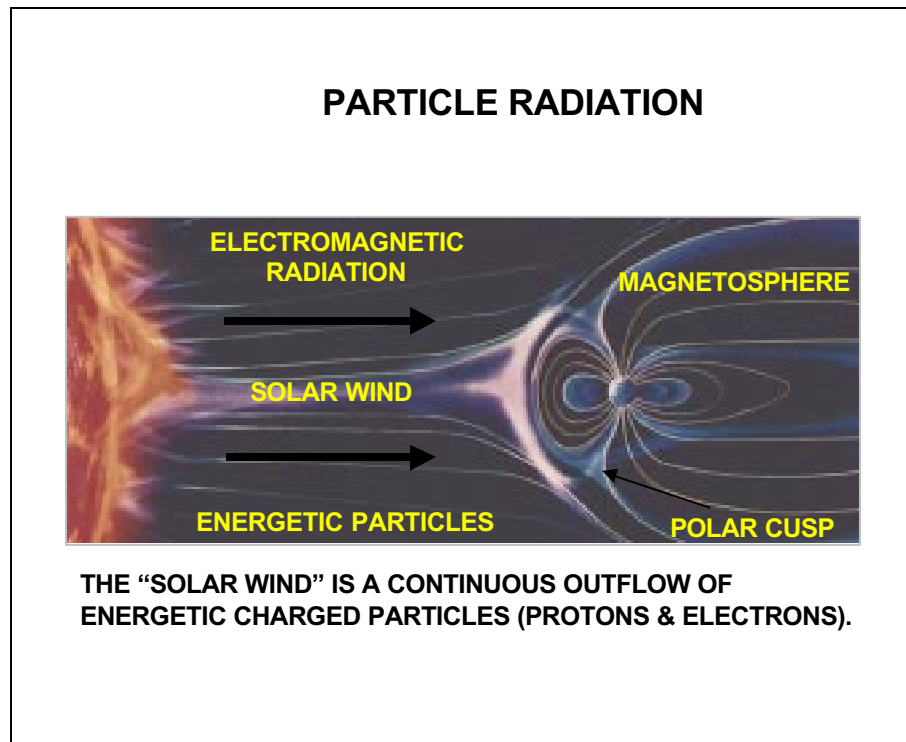 PARTICLE RADIATION
ELECTROMAGNETIC
RADIATION
MAGNETOSPHERE
SOLAR WIND
ENERGETIC PARTICLES
POLAR CUSP
THE “SOLAR WIND” IS A CONTINUOUS OUTFLOW OF
ENERGETIC CHARGED PARTICLES (PROTONS & ELECTRONS).